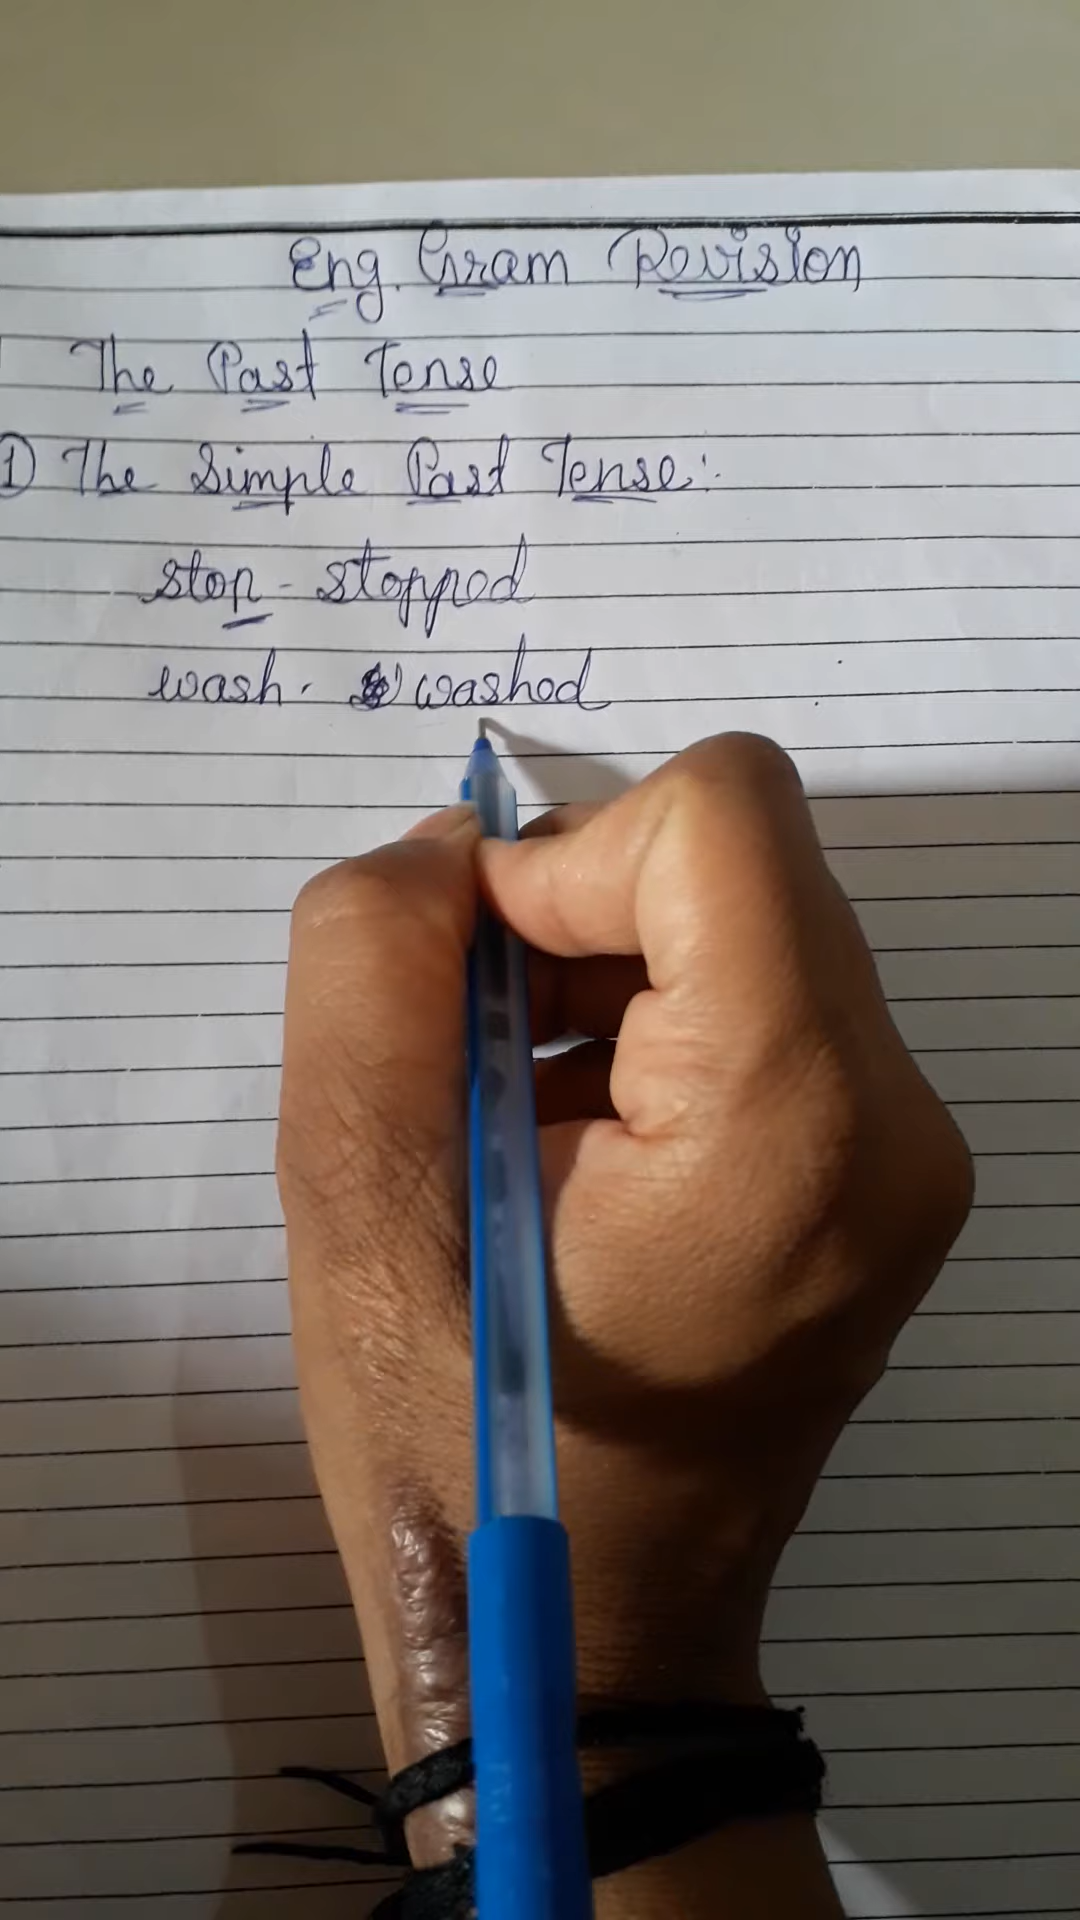 Eng. Gram Revision
The Past Tense
① The Simple Past Tense:
stop - stopped
wash - washed